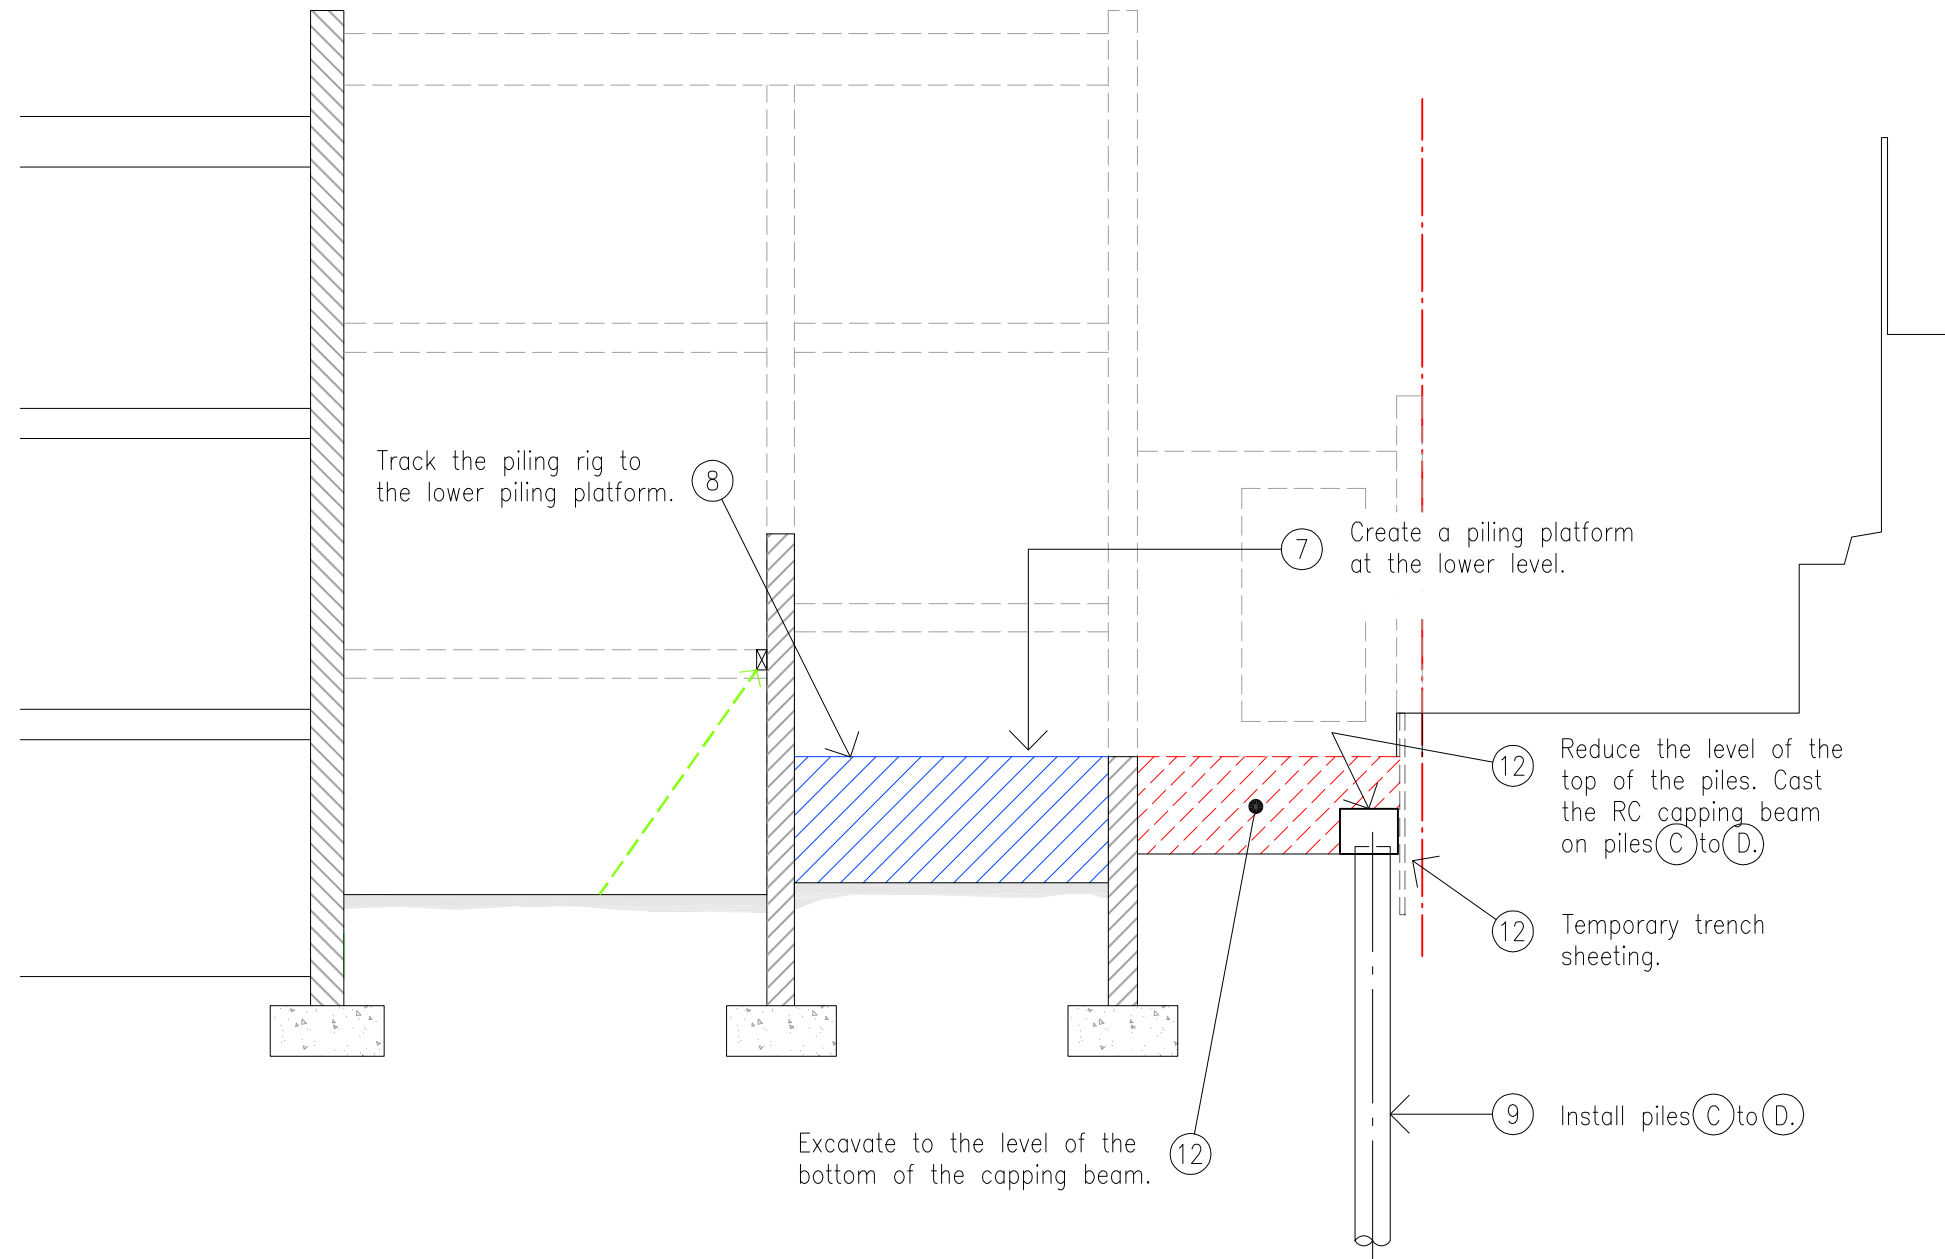 Track the piling rig to
the lower piling platform.
8
7
Create a piling platform
at the lower level.
12
Reduce the level of the
top of the piles. Cast
the RC capping beam
on piles C to D.
12
Temporary trench
sheeting.
9
Install piles C to D.
Excavate to the level of the
bottom of the capping beam.
12